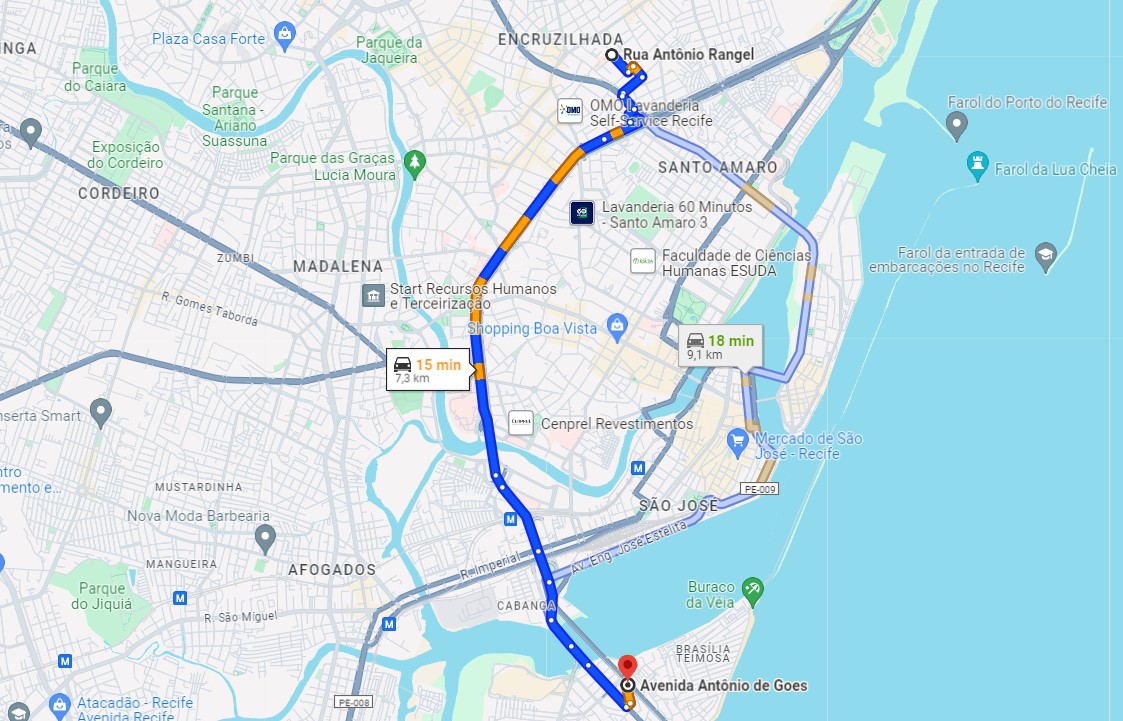 ENCRUZILHADA
Plaza Casa Forte
Parque da
Jaqueira
Rua Antônio Rangel
INGA
Parque
do Caiara
Parque
Santana -
Ariano
Suassuna
OMO
OMO Lavanderia
Self-Service Recife
Farol do Porto do Recife
Exposição
do Cordeiro
Parque das Graças
Lucia Moura
SANTO AMARO
Farol da Lua Cheia
CORDEIRO
Lavanderia 60 Minutos
- Santo Amaro 3
ZUMBI
MADALENA
Faculdade de Ciências
Humanas ESUDA
Farol da entrada de
embarcações no Recife
R. Gomes Taborda
Start Recursos Humanos
e Terceirização
Shopping Boa Vista
18 min
9,1 km
15 min
7,3 km
nserta Smart
Cenprel Revestimentos
Mercado de São
José - Recife
M
ntro
mento e...
MUSTARDINHA
PE-009
Nova Moda Barbearia
M
SÃO JOSÉ
Av. Eng. José Estelita
MANGUEIRA
AFOGADOS
R. Imperial
Parque
do Jiquiá
M
R. São Miguel
M
CABANGA
Buraco
da Véia
M
BRASÍLIA
TEIMOSA
Avenida Antônio de Goes
Atacadão - Recife
Avenida Recife
PE-008